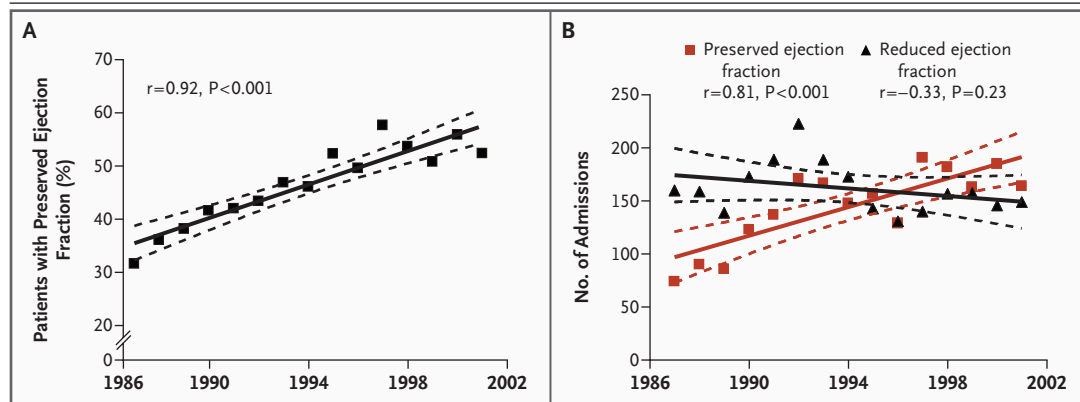 A
Patients with Preserved Ejection
Fraction (%)
r=0.92, P<0.001
70
60
50
40
30
20
0
1986 1990 1994 1998 2002
B
Preserved ejection
fraction
r=0.81, P<0.001
Reduced ejection
fraction
r=−0.33, P=0.23
No. of Admissions
250
200
150
100
50
0
1986 1990 1994 1998 2002